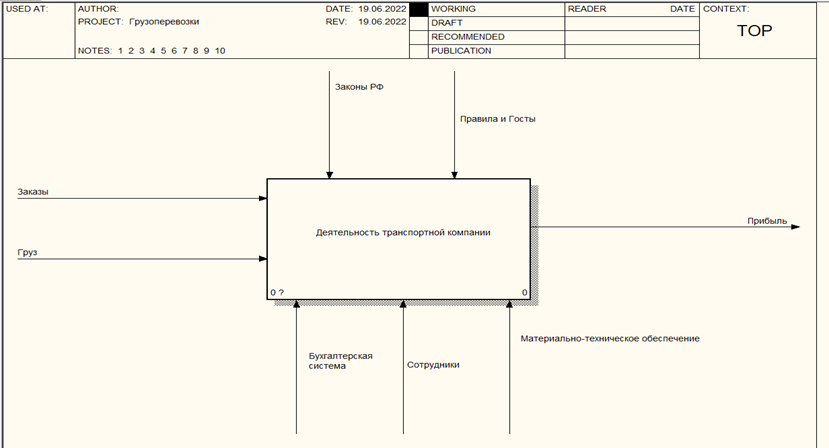 USED AT: AUTHOR: DATE: 19.06.2022 WORKING READER DATE CONTEXT:
PROJECT: Грузоперевозки REV: 19.06.2022 DRAFT
TOP
RECOMMENDED
NOTES: 1 2 3 4 5 6 7 8 9 10 PUBLICATION
Законы РФ
Правила и Госты
Заказы
Прибыль
Деятельность транспортной компании
Груз
0 ? 0
Материально-техническое обеспечение
Бухгалтерская
система
Сотрудники